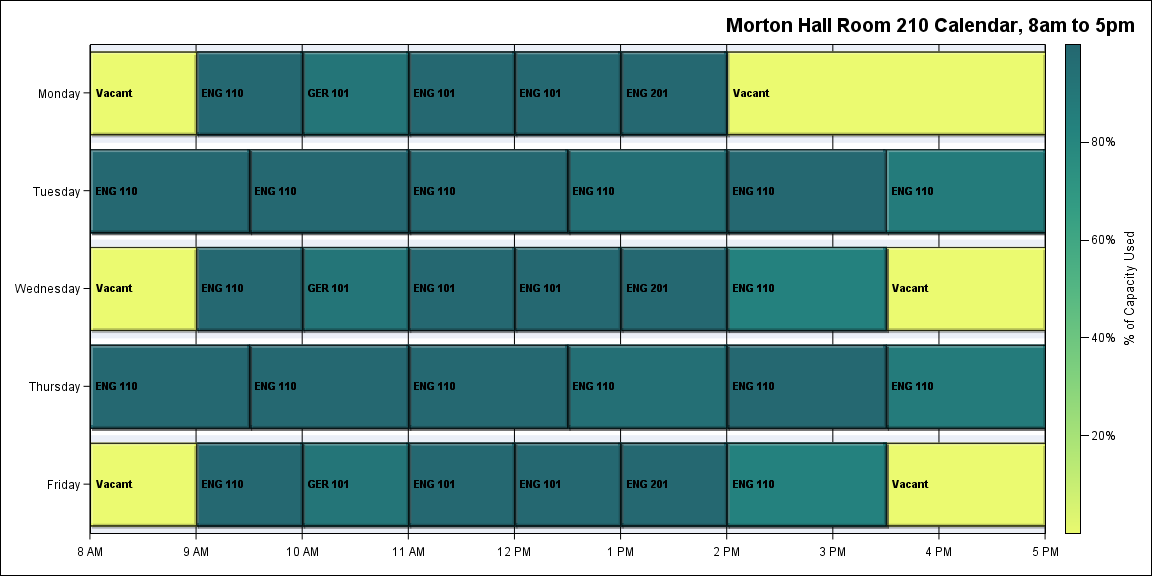 Morton Hall Room 210 Calendar, 8am to 5pm
Monday
Vacant
ENG 110
GER 101
ENG 101
ENG 101
ENG 201
Vacant
Tuesday
ENG 110
ENG 110
ENG 110
ENG 110
ENG 110
ENG 110
Wednesday
Vacant
ENG 110
GER 101
ENG 101
ENG 101
ENG 201
ENG 110
Vacant
Thursday
ENG 110
ENG 110
ENG 110
ENG 110
ENG 110
ENG 110
Friday
Vacant
ENG 110
GER 101
ENG 101
ENG 101
ENG 201
ENG 110
Vacant
8 AM
9 AM
10 AM
11 AM
12 PM
1 PM
2 PM
3 PM
4 PM
5 PM
80%
60%
40%
20%
% of Capacity Used